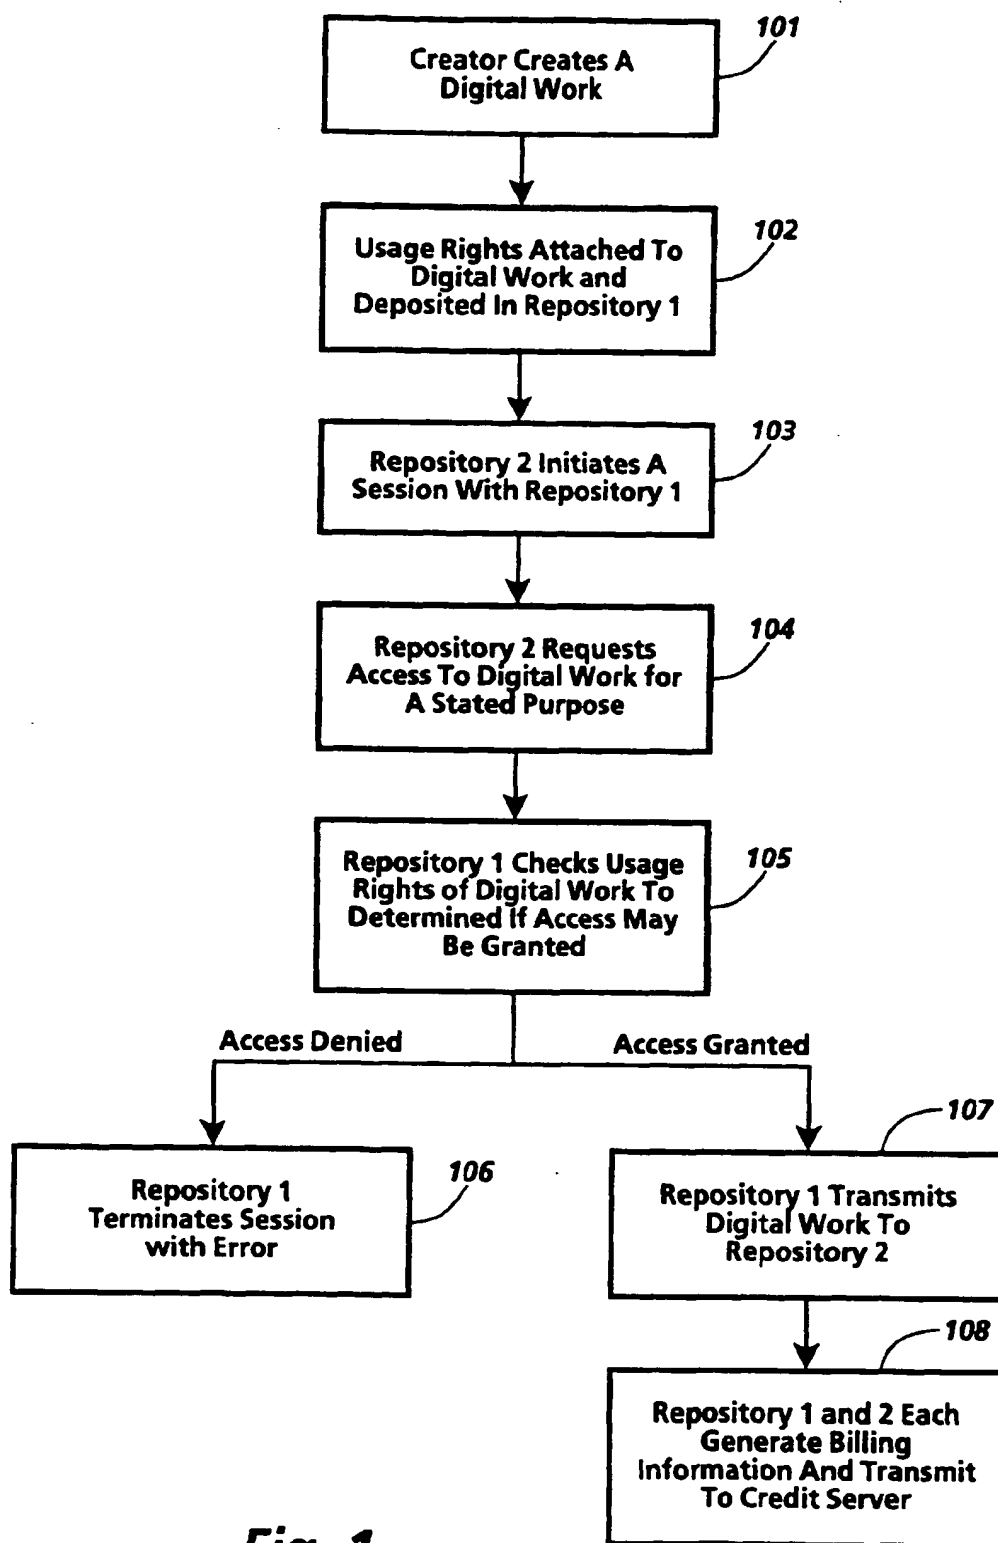 101
Creator Creates A
Digital Work
102
Usage Rights Attached To
Digital Work and
Deposited In Repository 1
103
Repository 2 Initiates A
Session With Repository 1
104
Repository 2 Requests
Access To Digital Work for
A Stated Purpose
105
Repository 1 Checks Usage
Rights of Digital Work To
Determined If Access May
Be Granted
Access Denied
Access Granted
106
Repository 1
Terminates Session
with Error
107
Repository 1 Transmits
Digital Work To
Repository 2
108
Repository 1 and 2 Each
Generate Billing
Information And Transmit
To Credit Server
Fig. 1